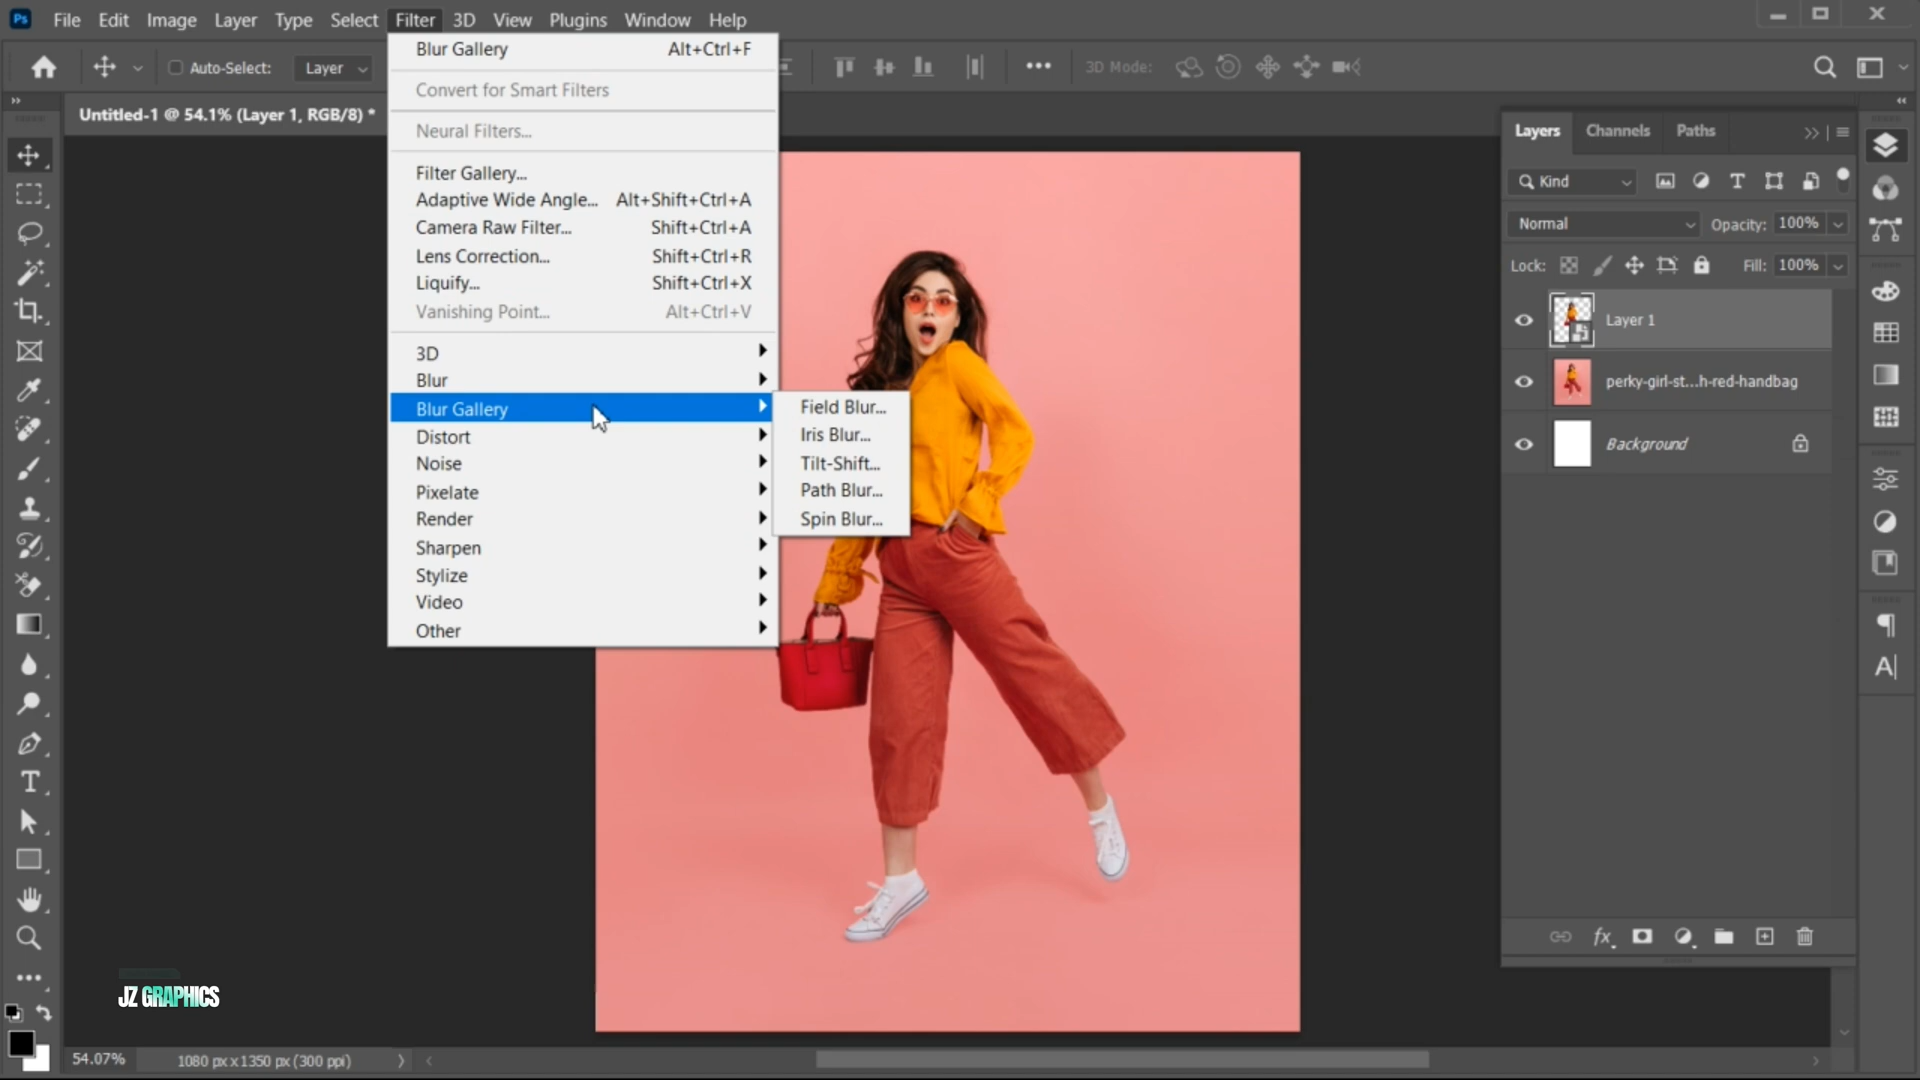 Ps File Edit Image Layer Type Select Filter 3D View Plugins Window Help
Auto-Select: Layer
3D Mode:
Untitled-1 @ 54.1% (Layer 1, RGB/8) *
Blur Gallery Alt+Ctrl+F
Convert for Smart Filters
Neural Filters...
Filter Gallery...
Adaptive Wide Angle... Alt+Shift+Ctrl+A
Camera Raw Filter... Shift+Ctrl+A
Lens Correction... Shift+Ctrl+R
Liquify... Shift+Ctrl+X
Vanishing Point... Alt+Ctrl+V
3D
Blur
Blur Gallery
Distort
Noise
Pixelate
Render
Sharpen
Stylize
Video
Other
Field Blur...
Iris Blur...
Tilt-Shift...
Path Blur...
Spin Blur...
Layers Channels Paths
Kind
Normal Opacity: 100%
Lock: Fill: 100%
Layer 1
perky-girl-st...h-red-handbag
Background
JZ GRAPHICS
54.07% 1080 px x 1350 px (300 ppi)